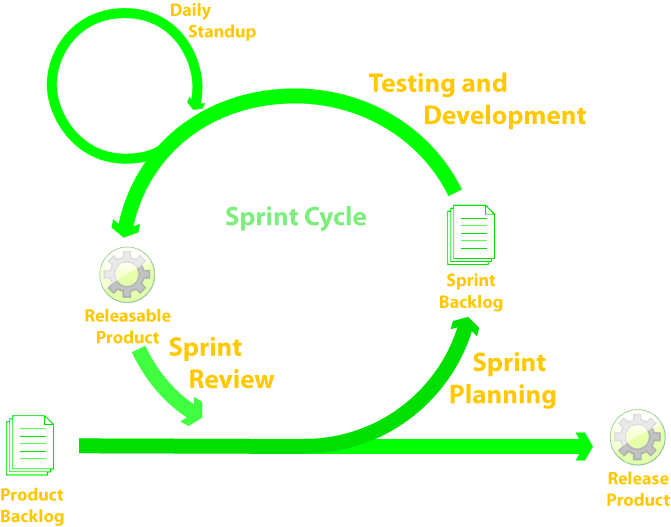 Daily
Standup
Testing and
Development
Sprint Cycle
Sprint
Backlog
Releasable
Product
Sprint
Review
Sprint
Planning
Product
Backlog
Release
Product